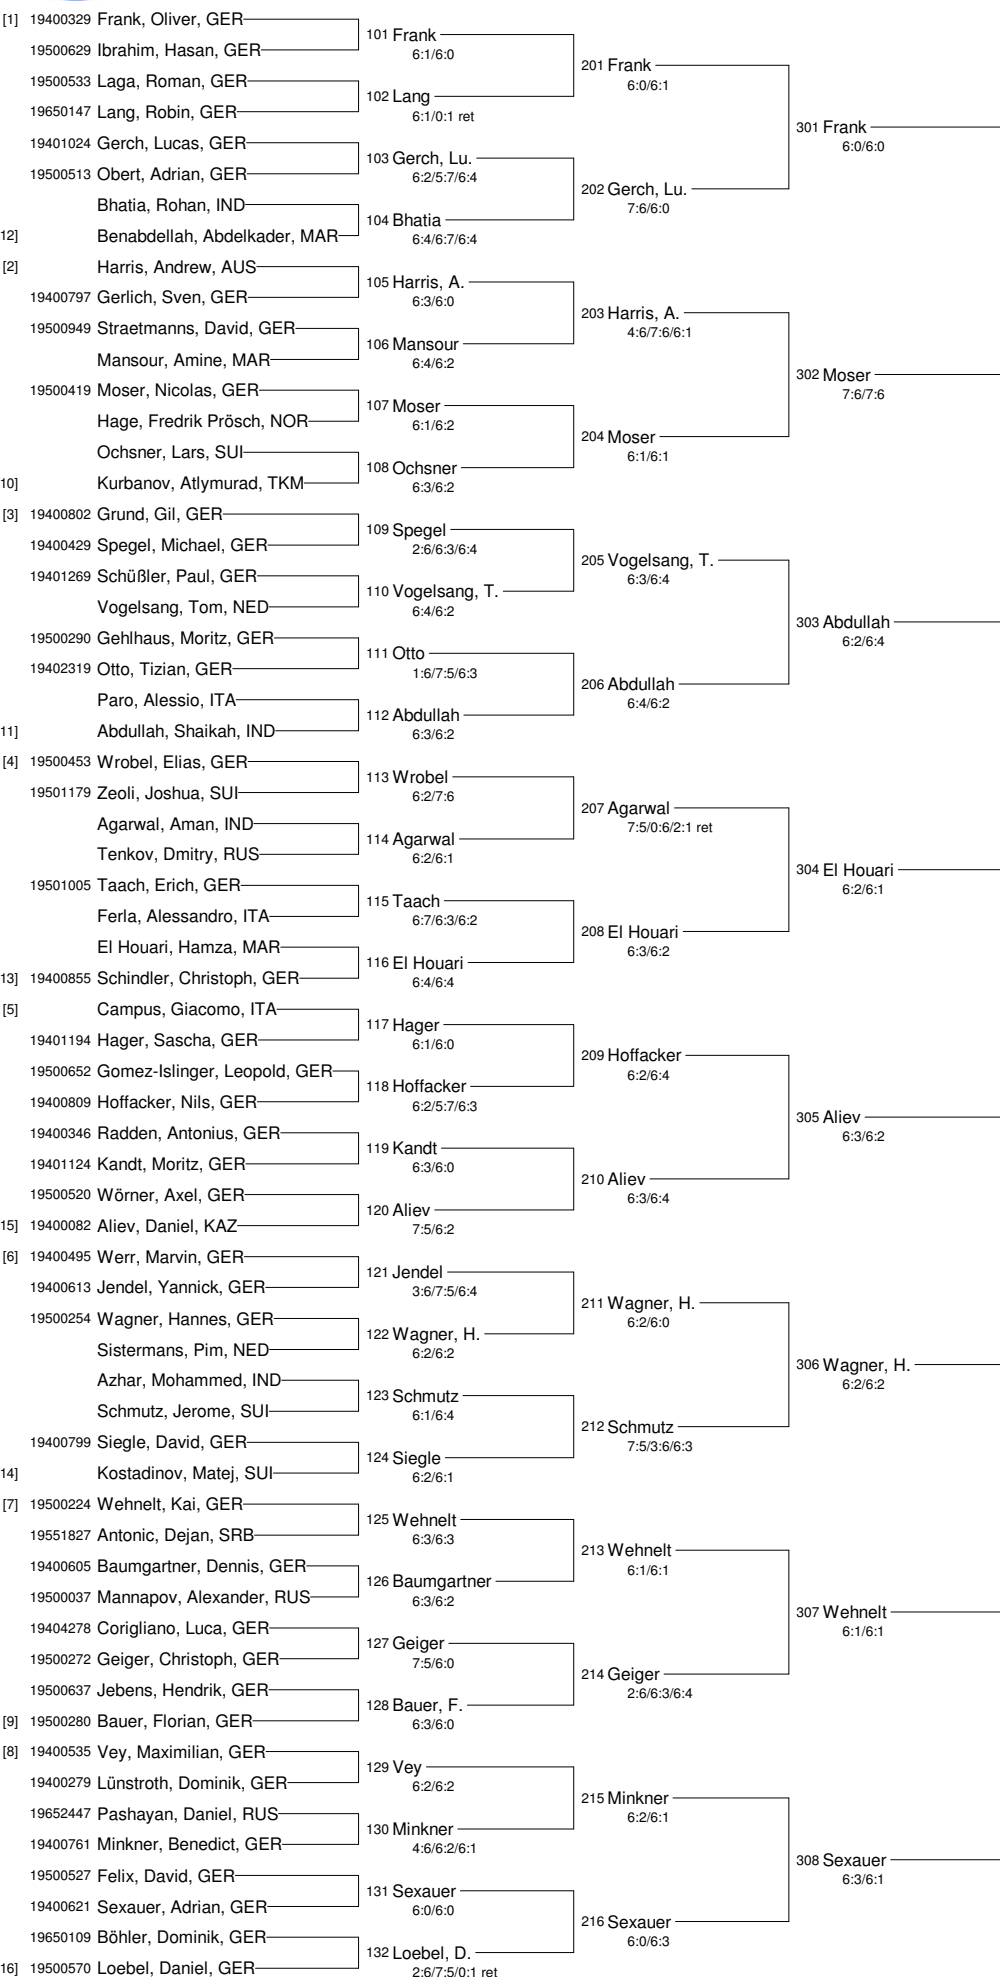 [1] 19400329 Frank, Oliver, GER
19500629 Ibrahim, Hasan, GER
19500533 Laga, Roman, GER
19650147 Lang, Robin, GER
19401024 Gerch, Lucas, GER
19500513 Obert, Adrian, GER
Bhatia, Rohan, IND
12] Benabdellah, Abdelkader, MAR
[2] Harris, Andrew, AUS
19400797 Gerlich, Sven, GER
19500949 Straetmanns, David, GER
Mansour, Amine, MAR
19500419 Moser, Nicolas, GER
Hage, Fredrik Prösch, NOR
Ochsner, Lars, SUI
10] Kurbanov, Atlymurad, TKM
[3] 19400802 Grund, Gil, GER
19400429 Spegel, Michael, GER
19401269 Schüßler, Paul, GER
Vogelsang, Tom, NED
19500290 Gehlhaus, Moritz, GER
19402319 Otto, Tizian, GER
Paro, Alessio, ITA
11] Abdullah, Shaikah, IND
[4] 19500453 Wrobel, Elias, GER
19501179 Zeoli, Joshua, SUI
Agarwal, Aman, IND
Tenkov, Dmitry, RUS
19501005 Taach, Erich, GER
Ferla, Alessandro, ITA
El Houari, Hamza, MAR
13] 19400855 Schindler, Christoph, GER
[5] Campus, Giacomo, ITA
19401194 Hager, Sascha, GER
19500652 Gomez-Islinger, Leopold, GER
19400809 Hoffacker, Nils, GER
19400346 Radden, Antonius, GER
19401124 Kandt, Moritz, GER
19500520 Wörner, Axel, GER
15] 19400082 Aliev, Daniel, KAZ
[6] 19400495 Werr, Marvin, GER
19400613 Jendel, Yannick, GER
19500254 Wagner, Hannes, GER
Sistermans, Pim, NED
Azhar, Mohammed, IND
Schmutz, Jerome, SUI
19400799 Siegle, David, GER
14] Kostadinov, Matej, SUI
[7] 19500224 Wehnelt, Kai, GER
19551827 Antonic, Dejan, SRB
19400605 Baumgartner, Dennis, GER
19500037 Mannapov, Alexander, RUS
19404278 Corigliano, Luca, GER
19500272 Geiger, Christoph, GER
19500637 Jebens, Hendrik, GER
[9] 19500280 Bauer, Florian, GER
[8] 19400535 Vey, Maximilian, GER
19400279 Lünstroth, Dominik, GER
19652447 Pashayan, Daniel, RUS
19400761 Minkner, Benedict, GER
19500527 Felix, David, GER
19400621 Sexauer, Adrian, GER
19650109 Böhler, Dominik, GER
16] 19500570 Loebel, Daniel, GER
101 Frank
6:1/6:0
102 Lang
6:1/0:1 ret
103 Gerch, Lu.
6:2/5:7/6:4
104 Bhatia
6:4/6:7/6:4
105 Harris, A.
6:3/6:0
106 Mansour
6:4/6:2
107 Moser
6:1/6:2
108 Ochsner
6:3/6:2
109 Spegel
2:6/6:3/6:4
110 Vogelsang, T.
6:4/6:2
111 Otto
1:6/7:5/6:3
112 Abdullah
6:3/6:2
113 Wrobel
6:2/7:6
114 Agarwal
6:2/6:1
115 Taach
6:7/6:3/6:2
116 El Houari
6:4/6:4
117 Hager
6:1/6:0
118 Hoffacker
6:2/5:7/6:3
119 Kandt
6:3/6:0
120 Aliev
7:5/6:2
121 Jendel
3:6/7:5/6:4
122 Wagner, H.
6:2/6:2
123 Schmutz
6:1/6:4
124 Siegle
6:2/6:1
125 Wehnelt
6:3/6:3
126 Baumgartner
6:3/6:2
127 Geiger
7:5/6:0
128 Bauer, F.
6:3/6:0
129 Vey
6:2/6:2
130 Minkner
4:6/6:2/6:1
131 Sexauer
6:0/6:0
132 Loebel, D.
2:6/7:5/0:1 ret
201 Frank
6:0/6:1
202 Gerch, Lu.
7:6/6:0
203 Harris, A.
4:6/7:6/6:1
204 Moser
6:1/6:1
205 Vogelsang, T.
6:3/6:4
206 Abdullah
6:4/6:2
207 Agarwal
7:5/0:6/2:1 ret
208 El Houari
6:3/6:2
209 Hoffacker
6:2/6:4
210 Aliev
6:3/6:4
211 Wagner, H.
6:2/6:0
212 Schmutz
7:5/3:6/6:3
213 Wehnelt
6:1/6:1
214 Geiger
2:6/6:3/6:4
215 Minkner
6:2/6:1
216 Sexauer
6:0/6:3
301 Frank
6:0/6:0
302 Moser
7:6/7:6
303 Abdullah
6:2/6:4
304 El Houari
6:2/6:1
305 Aliev
6:3/6:2
306 Wagner, H.
6:2/6:2
307 Wehnelt
6:1/6:1
308 Sexauer
6:3/6:1